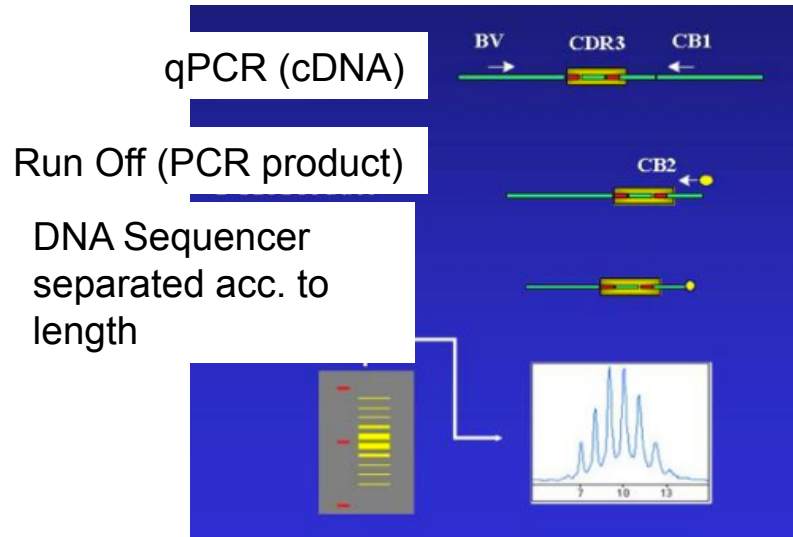 BV CDR3 CB1
qPCR (cDNA)
Run Off (PCR product)
CB2
DNA Sequencer
separated acc. to
length
7 10 13